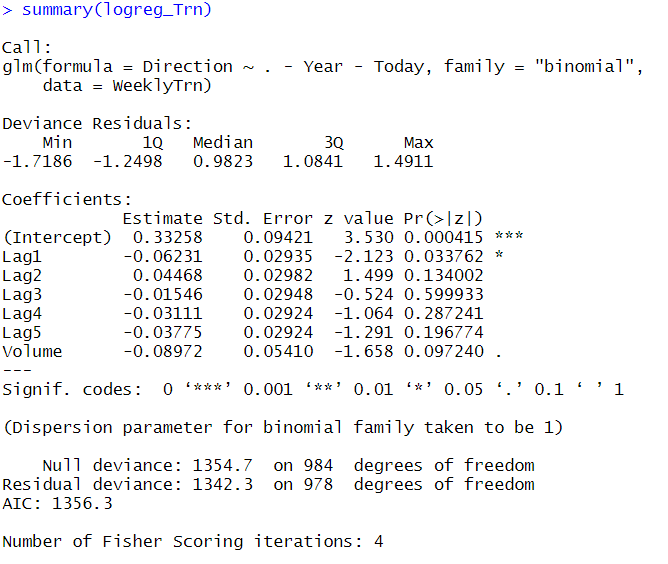 > summary(logreg_Trn)
Call:
glm(formula = Direction ~ . - Year - Today, family = "binomial",
    data = WeeklyTrn)
Deviance Residuals:
    Min      1Q  Median      3Q     Max
-1.7186 -1.2498  0.9823  1.0841  1.4911
Coefficients:
            Estimate Std. Error z value Pr(>|z|)
(Intercept)  0.33258    0.09421   3.530 0.000415 ***
Lag1        -0.06231    0.02935  -2.123 0.033762 *
Lag2         0.04468    0.02982   1.499 0.134002
Lag3        -0.01546    0.02948  -0.524 0.599933
Lag4        -0.03111    0.02924  -1.064 0.287241
Lag5        -0.03775    0.02924  -1.291 0.196774
Volume      -0.08972    0.05410  -1.658 0.097240 .
---
Signif. codes:  0 ‘***’ 0.001 ‘**’ 0.01 ‘*’ 0.05 ‘.’ 0.1 ‘ ’ 1
(Dispersion parameter for binomial family taken to be 1)
    Null deviance: 1354.7  on 984  degrees of freedom
Residual deviance: 1342.3  on 978  degrees of freedom
AIC: 1356.3
Number of Fisher Scoring iterations: 4